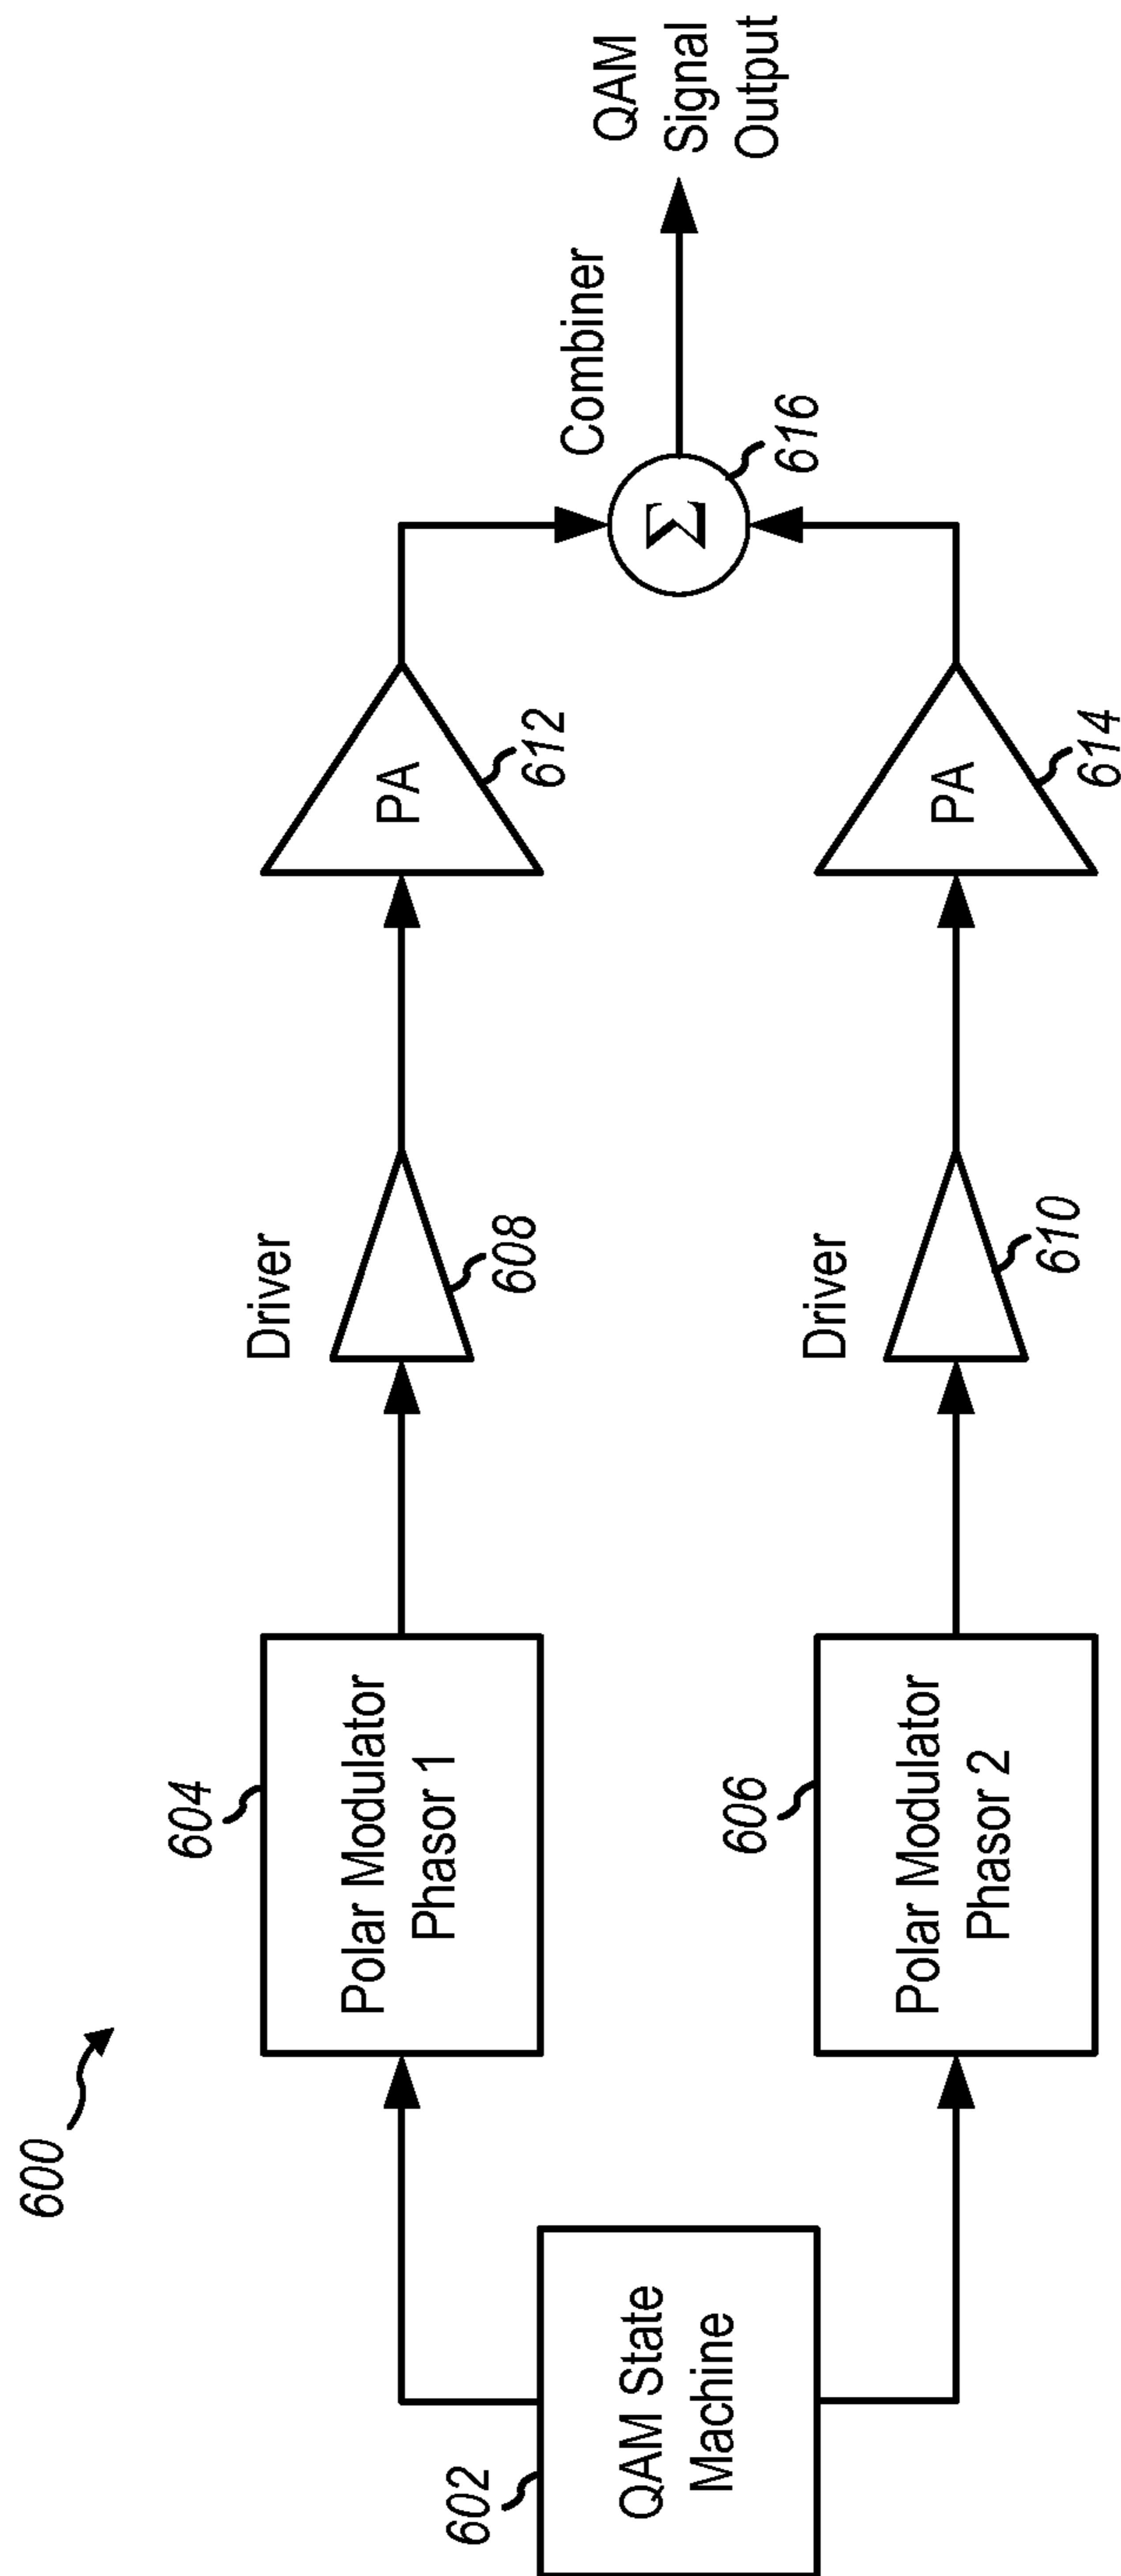 600
602
QAM State
Machine
604
Polar Modulator
Phasor 1
Driver
608
PA
612
606
Polar Modulator
Phasor 2
Driver
610
PA
614
Combiner
Σ
616
QAM
Signal
Output